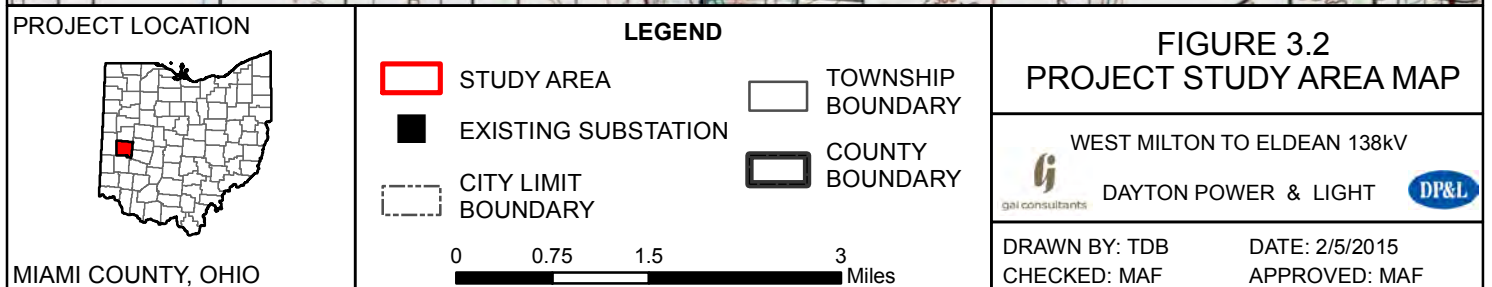 PROJECT LOCATION
MIAMI COUNTY, OHIO
LEGEND
STUDY AREA
EXISTING SUBSTATION
CITY LIMIT
BOUNDARY
TOWNSHIP
BOUNDARY
COUNTY
BOUNDARY
0 0.75 1.5 3
Miles
FIGURE 3.2
PROJECT STUDY AREA MAP
WEST MILTON TO ELDEAN 138kV
gai consultants
DAYTON POWER & LIGHT
DP&L
DRAWN BY: TDB DATE: 2/5/2015
CHECKED: MAF APPROVED: MAF